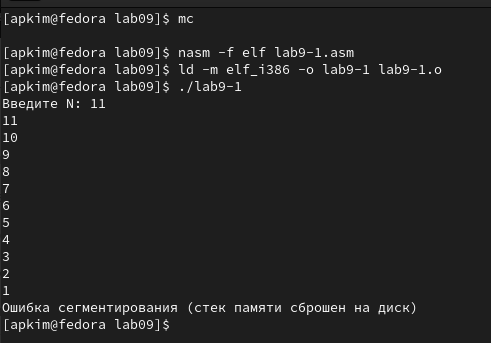 [apkim@fedora lab09]$ mc
[apkim@fedora lab09]$ nasm -f elf lab9-1.asm
[apkim@fedora lab09]$ ld -m elf_i386 -o lab9-1 lab9-1.o
[apkim@fedora lab09]$ ./lab9-1
Введите N: 11
11
10
9
8
7
6
5
4
3
2
1
Ошибка сегментирования (стек памяти сброшен на диск)
[apkim@fedora lab09]$